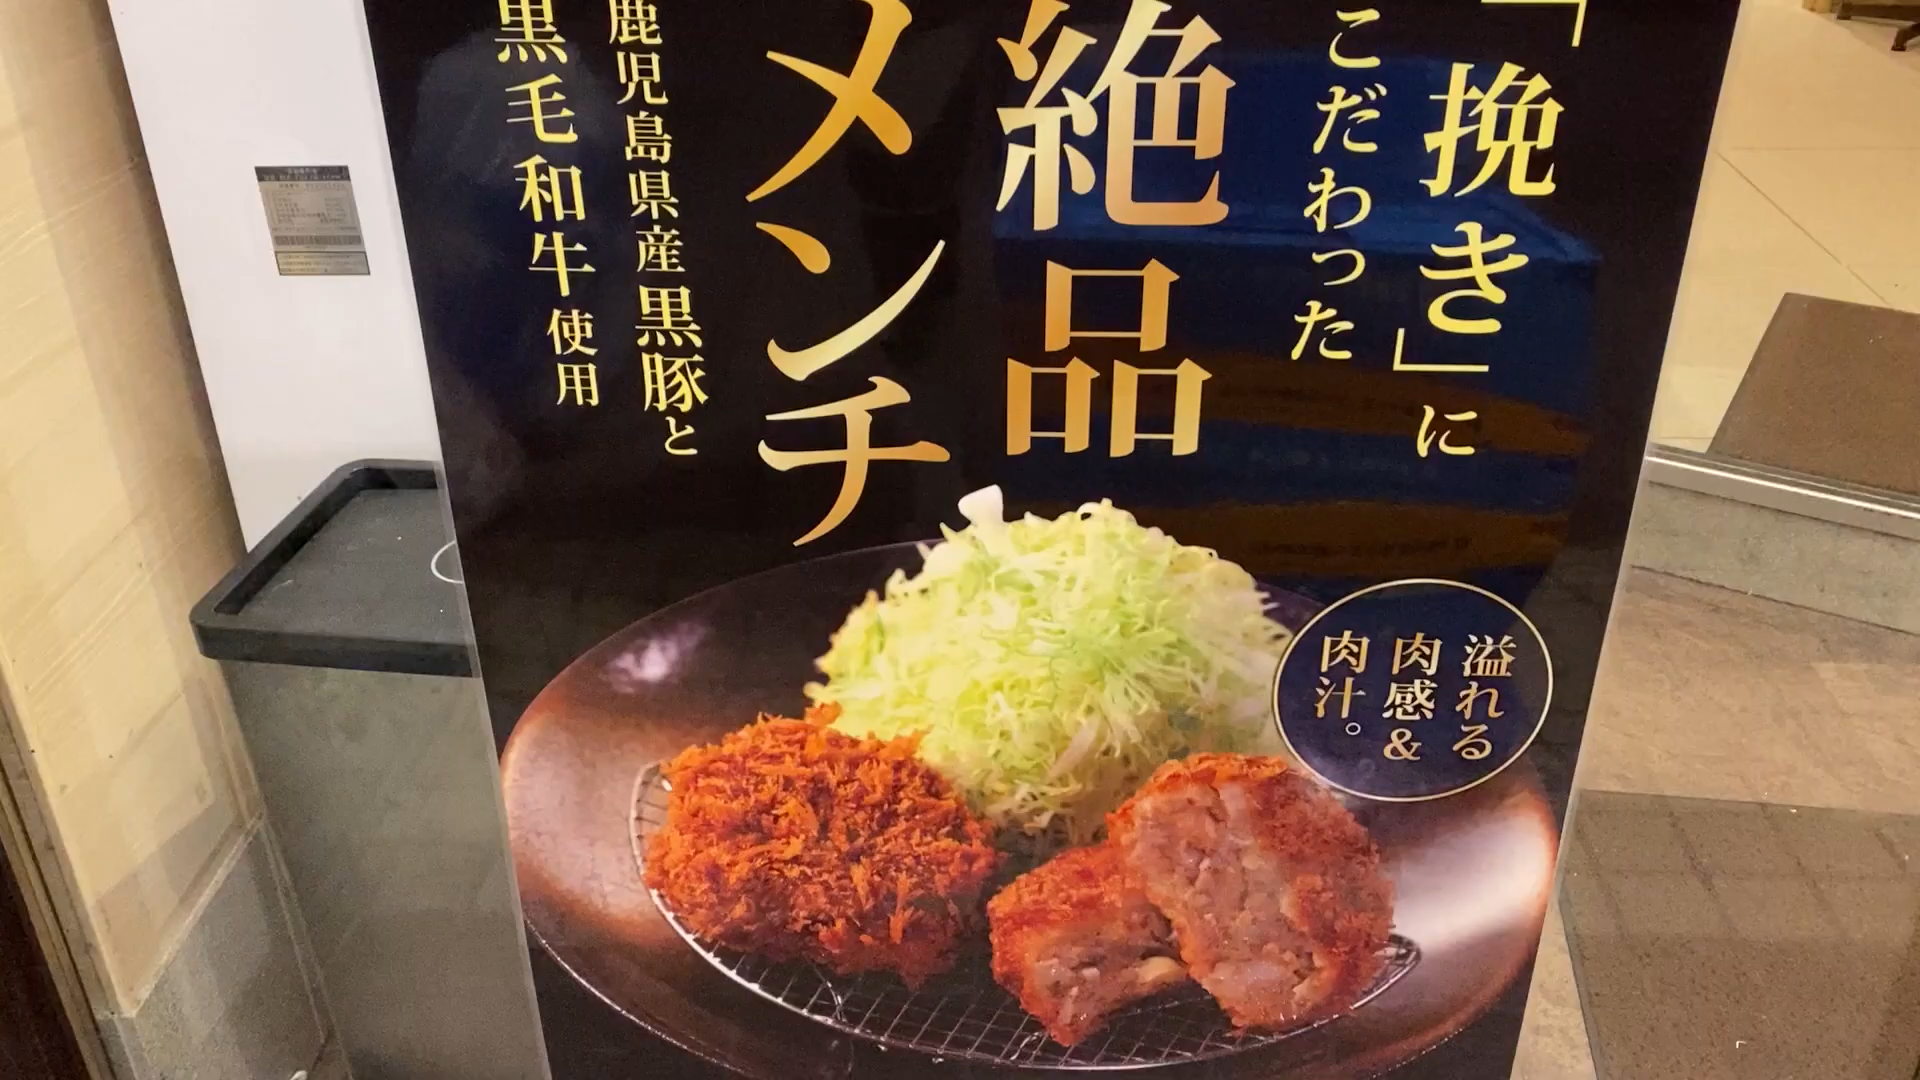 「挽き」に
こだわった
絶品
メンチ
鹿児島県産黒豚と
黒毛和牛使用
溢れる
肉感&
肉汁。